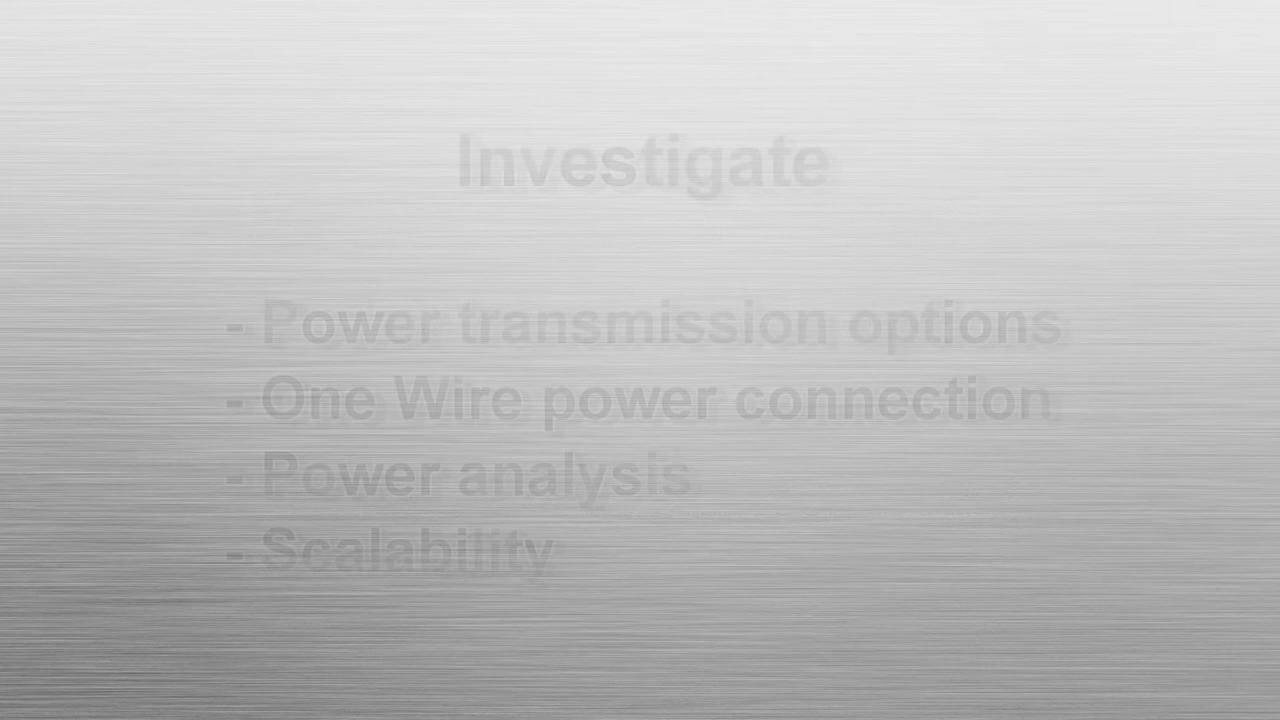 Investigate
- Power transmission options
- One Wire power connection
- Power analysis
- Scalability